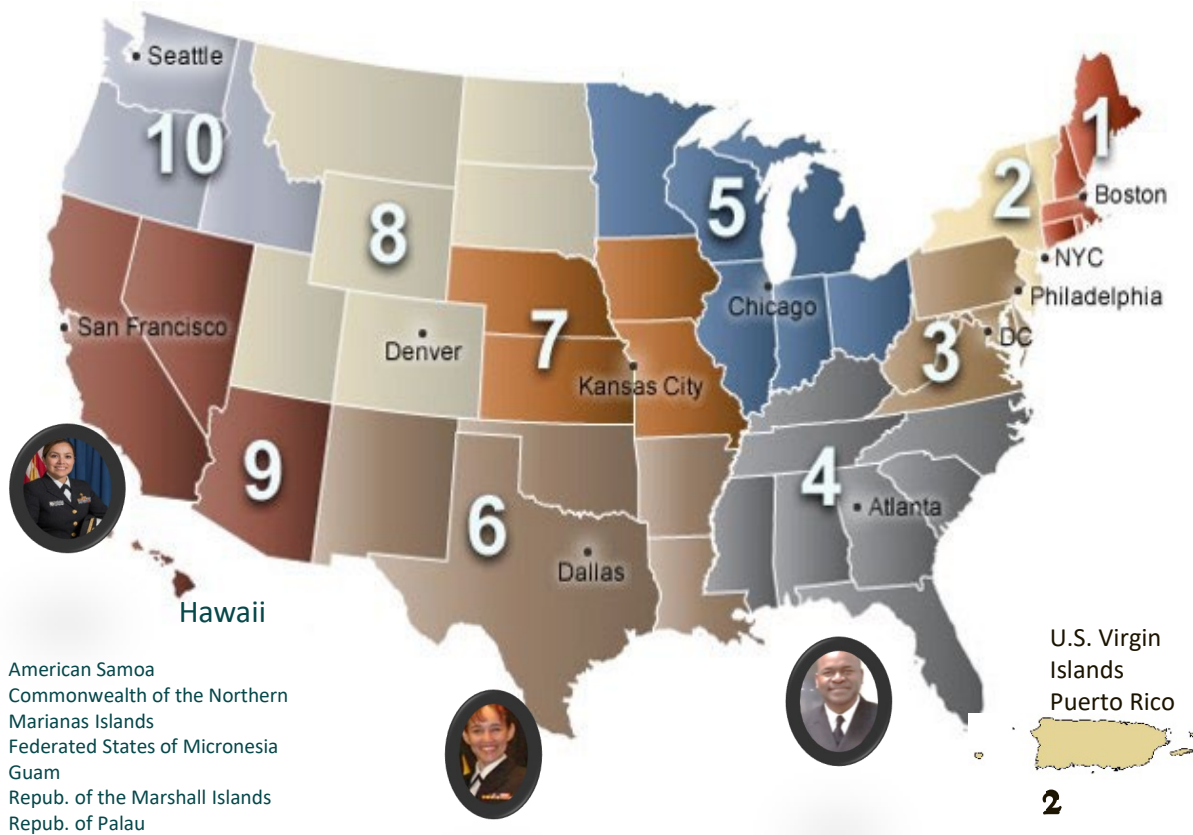 Seattle
10
1
2
Boston
8
5
NYC
Philadelphia
Chicago
San Francisco
Denver
7
3
DC
Kansas City
9
4
6
Atlanta
Dallas
Hawaii
American Samoa
Commonwealth of the Northern
Marianas Islands
Federated States of Micronesia
Guam
Repub. of the Marshall Islands
Repub. of Palau
U.S. Virgin
Islands
Puerto Rico
2